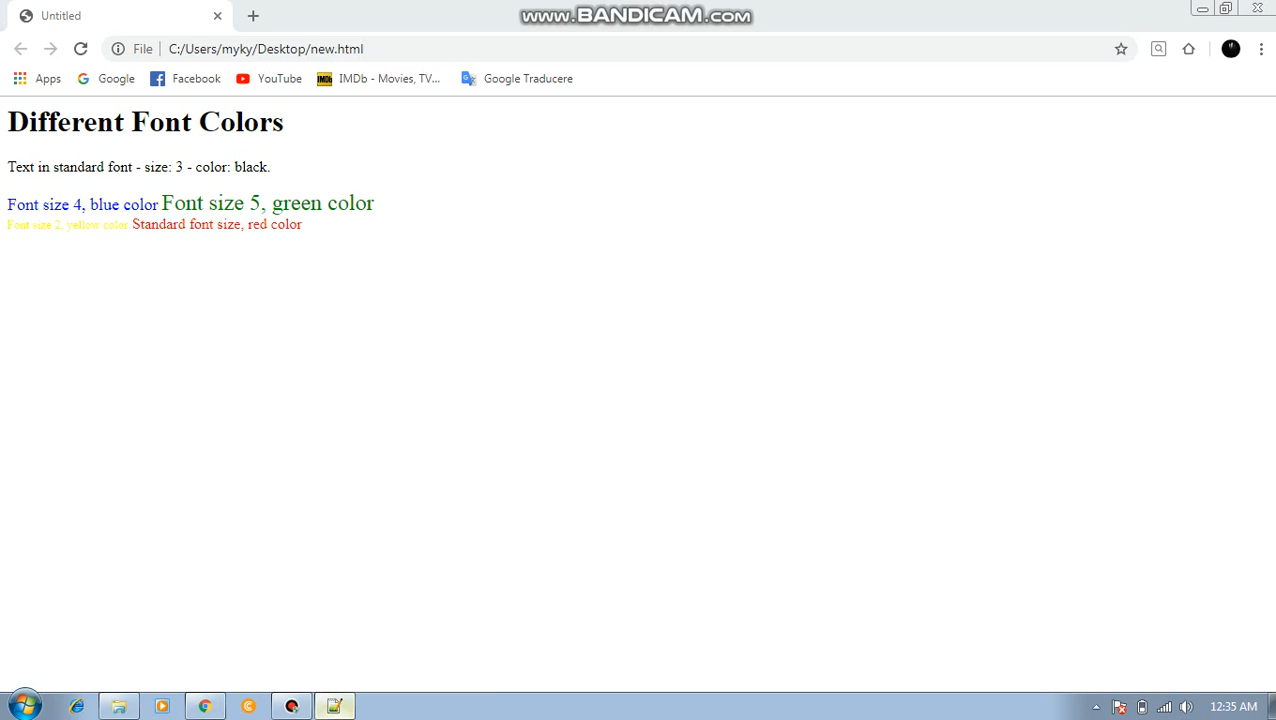 Untitled
www.BANDICAM.com
File
C:/Users/myky/Desktop/new.html
Apps
Google
Facebook
YouTube
IMDb IMDb - Movies, TV...
Google Traducere
Different Font Colors
Text in standard font - size: 3 - color: black.
Font size 4, blue color Font size 5, green color
Font size 2, yellow color Standard font size, red color
12:35 AM